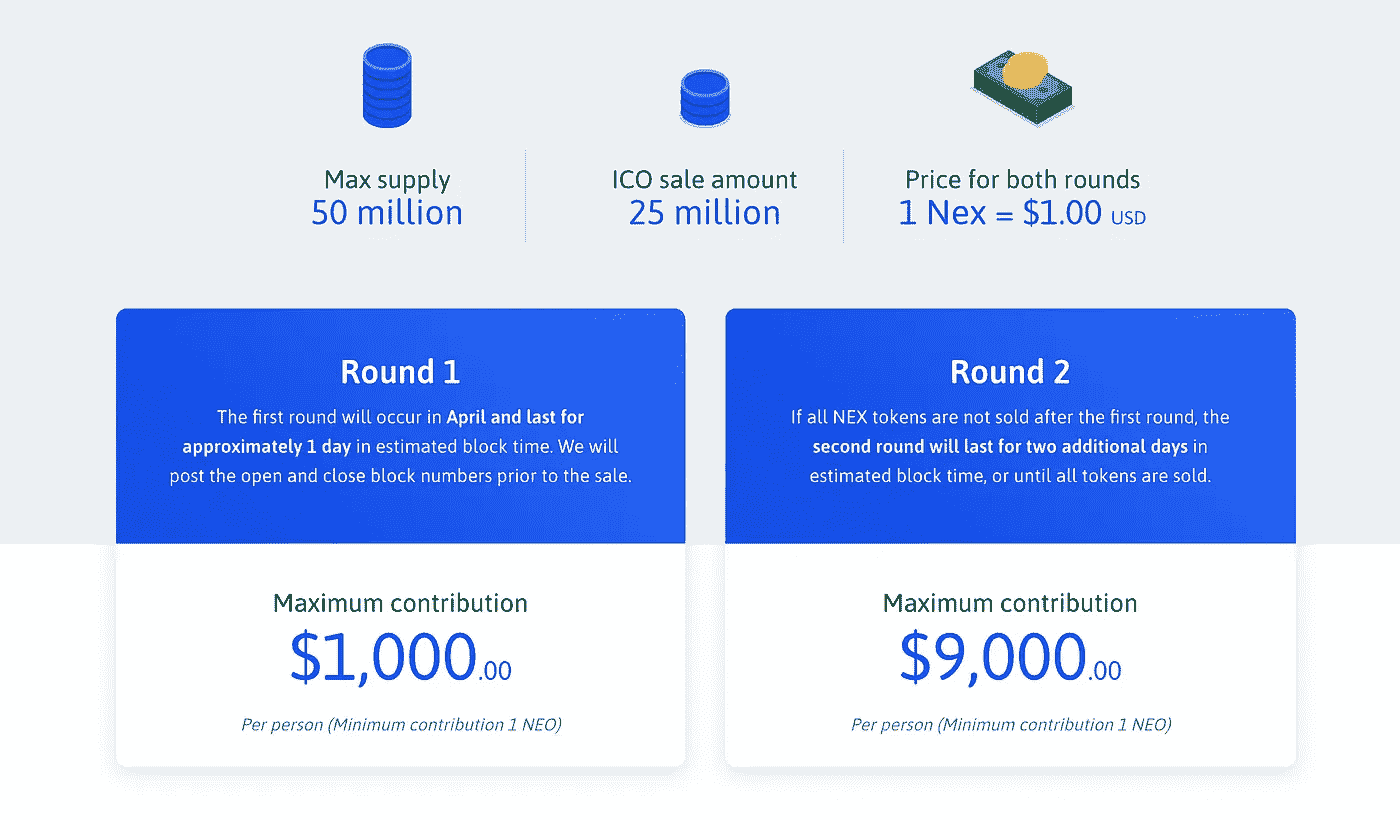 Max supply
50 million
ICO sale amount
25 million
Price for both rounds
1 Nex = $1.00 USD
Round 1
The first round will occur in April and last for
approximately 1 day in estimated block time. We will
post the open and close block numbers prior to the sale.
Maximum contribution
$1,000.00
Per person (Minimum contribution 1 NEO)
Round 2
If all NEX tokens are not sold after the first round, the
second round will last for two additional days in
estimated block time, or until all tokens are sold.
Maximum contribution
$9,000.00
Per person (Minimum contribution 1 NEO)